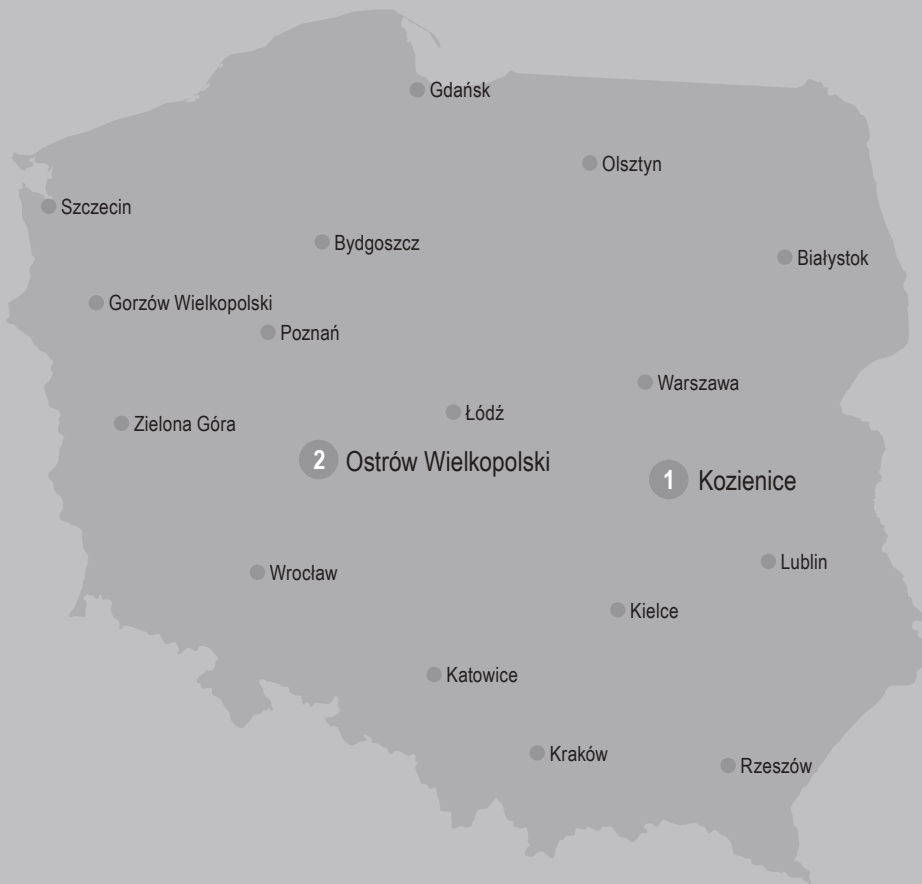 Gdańsk
Olsztyn
Szczecin
Bydgoszcz
Białystok
Gorzów Wielkopolski
Poznań
Warszawa
Łódź
Zielona Góra
2 Ostrów Wielkopolski
1 Kozienice
Lublin
Wrocław
Kielce
Katowice
Kraków
Rzeszów